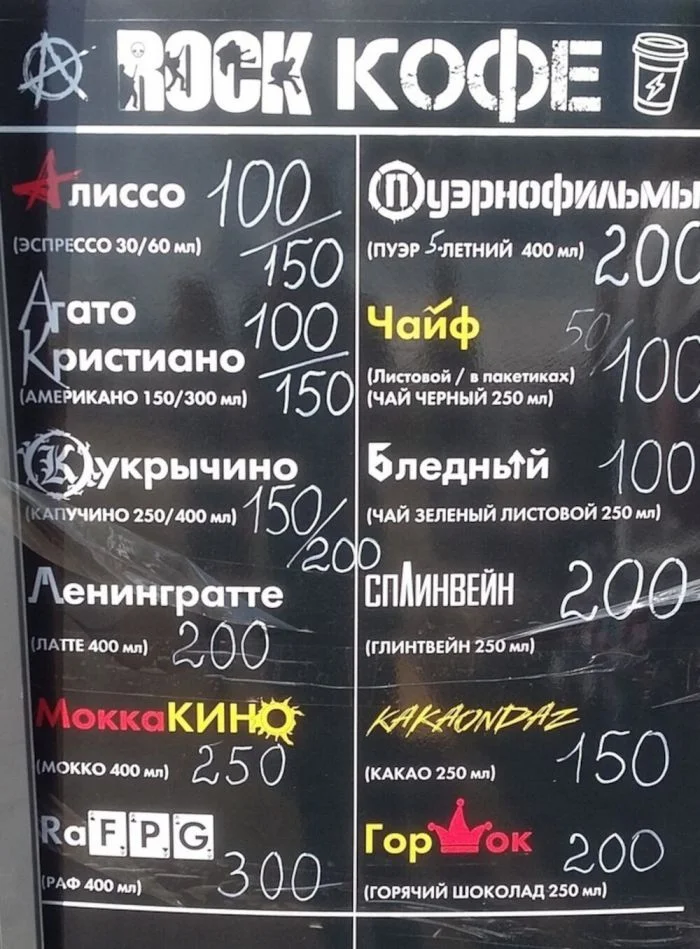 ROCK КОФЕ
Алиссо 100/150
(ЭСПРЕССО 30/60 мл)
Агато
Кристиано 100/150
(АМЕРИКАНО 150/300 мл)
Кукрычино
(КАПУЧИНО 250/400 мл) 150/200
Ленингратте
(ЛАТТЕ 400 мл) 200
МоккаКИНО
(МОККО 400 мл) 250
RaFPG
(РАФ 400 мл) 300
Пуэрнофильмы
(ПУЭР 5-ЛЕТНИЙ 400 мл) 200
Чайф 50/100
(Листовой / в пакетиках)
(ЧАЙ ЧЕРНЫЙ 250 мл)
Бледный 100
(ЧАЙ ЗЕЛЕНЫЙ ЛИСТОВОЙ 250 мл)
СПЛИНВЕЙН 200
(ГЛИНТВЕЙН 250 мл)
KAKAONDAZ
(КАКАО 250 мл) 150
ГорШок 200
(ГОРЯЧИЙ ШОКОЛАД 250 мл)